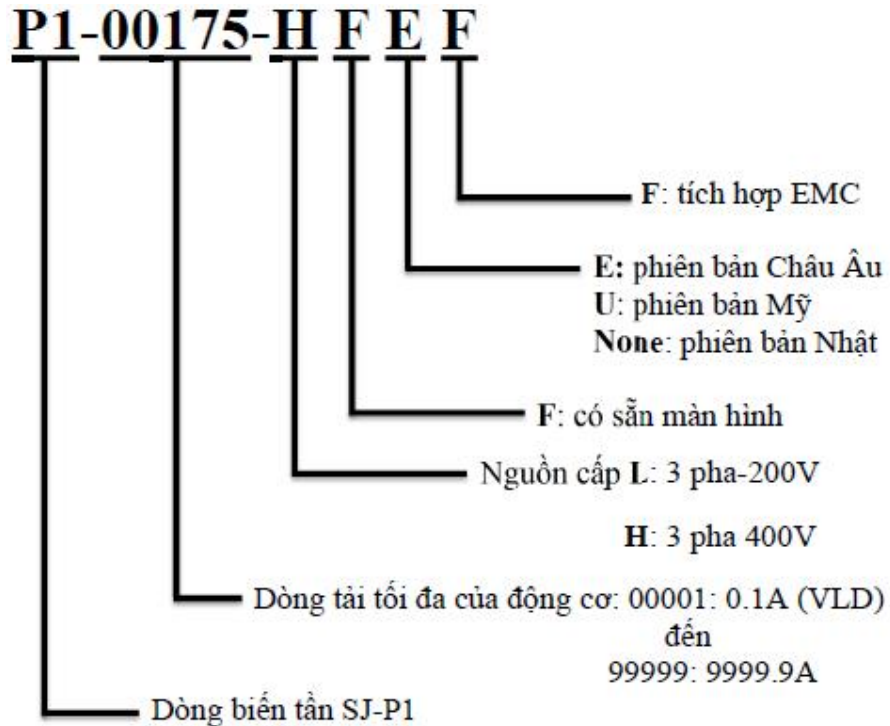 P1-00175-H F E F
F: tích hợp EMC
E: phiên bản Châu Âu
U: phiên bản Mỹ
None: phiên bản Nhật
F: có sẵn màn hình
Nguồn cấp L: 3 pha-200V
H: 3 pha 400V
Dòng tải tối đa của động cơ: 00001: 0.1A (VLD)
đến
99999: 9999.9A
Dòng biến tần SJ-P1